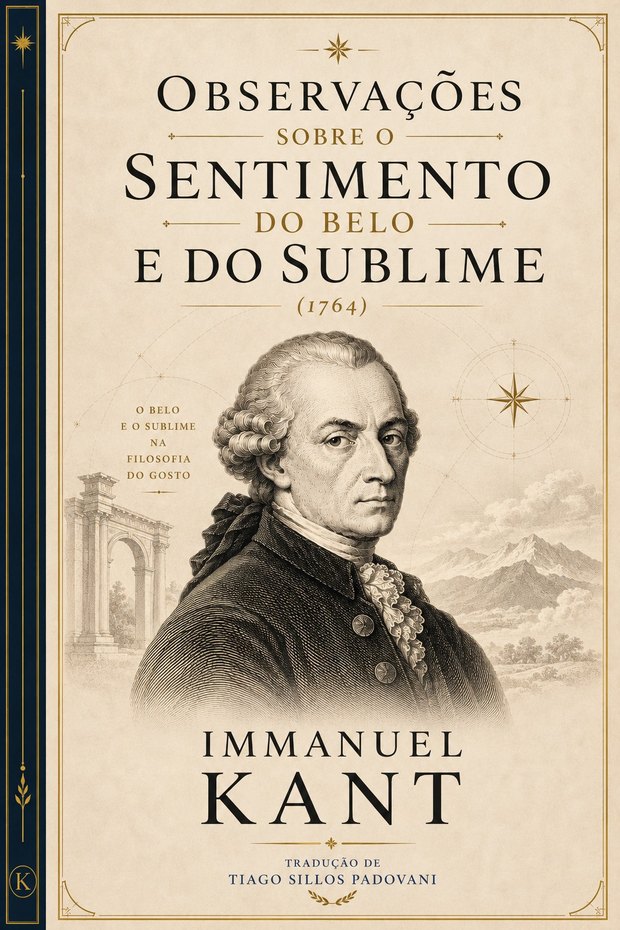 OBSERVAÇÕES
SOBRE O
SENTIMENTO
DO BELO
E DO SUBLIME
(1764)
O BELO
E O SUBLIME
NA
FILOSOFIA
DO GOSTO
IMMANUEL
KANT
TRADUÇÃO DE
TIAGO SILLOS PADOVANI
K